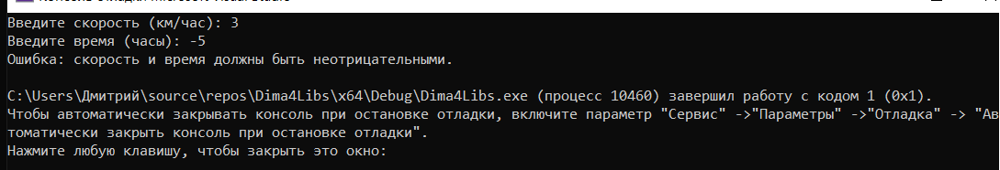 Введите скорость (км/час): 3
Введите время (часы): -5
Ошибка: скорость и время должны быть неотрицательными.
C:\Users\Дмитрий\source\repos\Dima4Libs\x64\Debug\Dima4Libs.exe (процесс 10460) завершил работу с кодом 1 (0x1).
Чтобы автоматически закрывать консоль при остановке отладки, включите параметр "Сервис" ->"Параметры" ->"Отладка" -> "Ав
томатически закрыть консоль при остановке отладки".
Нажмите любую клавишу, чтобы закрыть это окно: